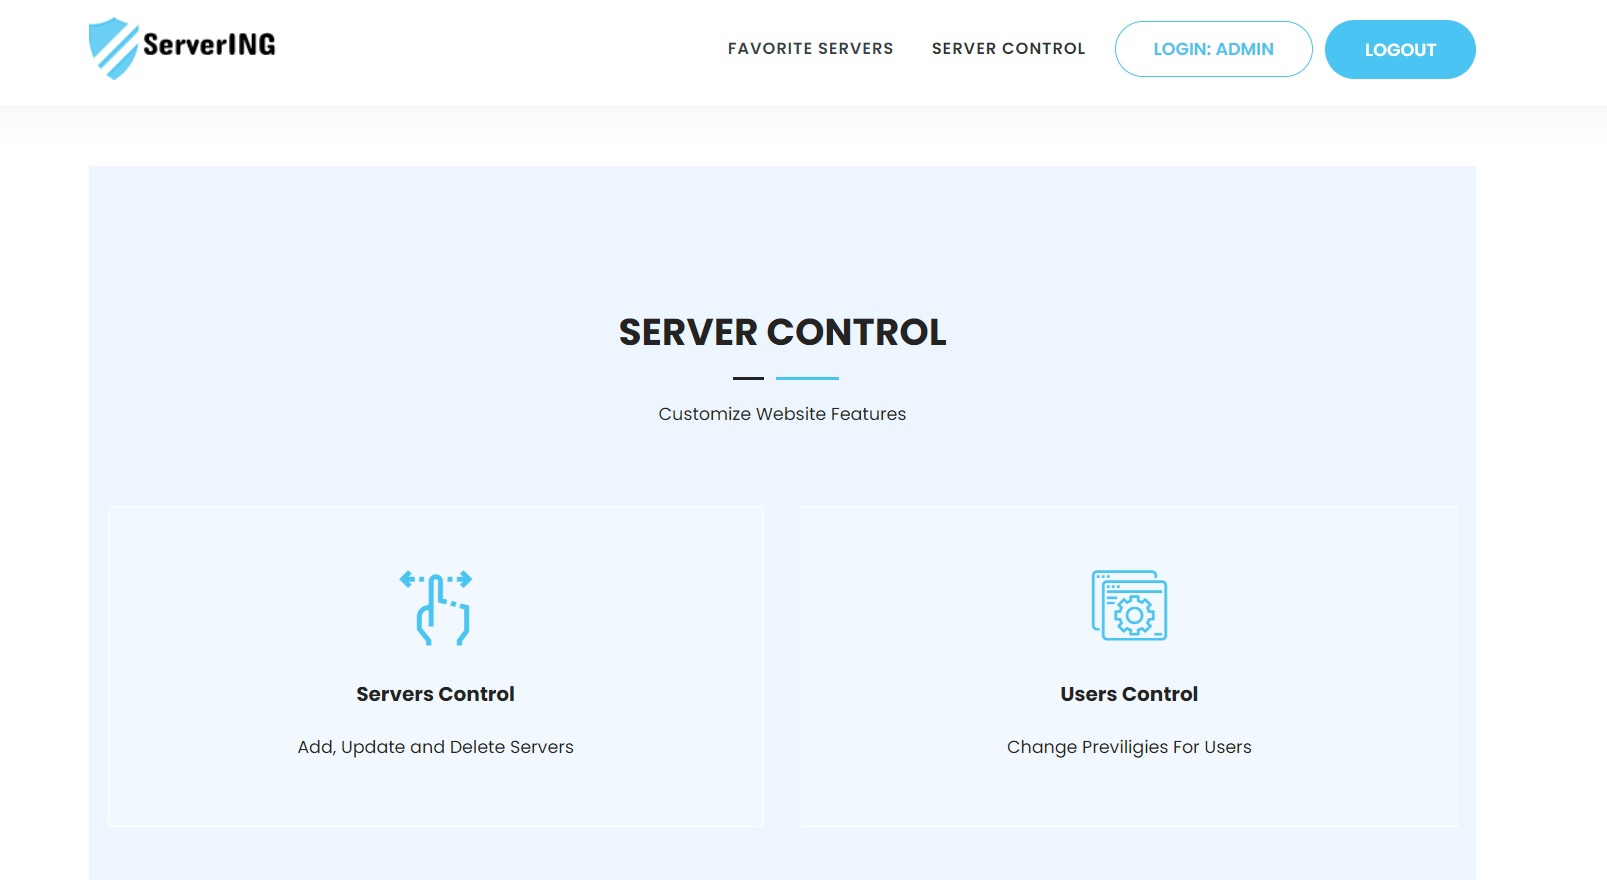 ServerING
FAVORITE SERVERS
SERVER CONTROL
LOGIN: ADMIN
LOGOUT
SERVER CONTROL
Customize Website Features
Servers Control
Add, Update and Delete Servers
Users Control
Change Previligies For Users